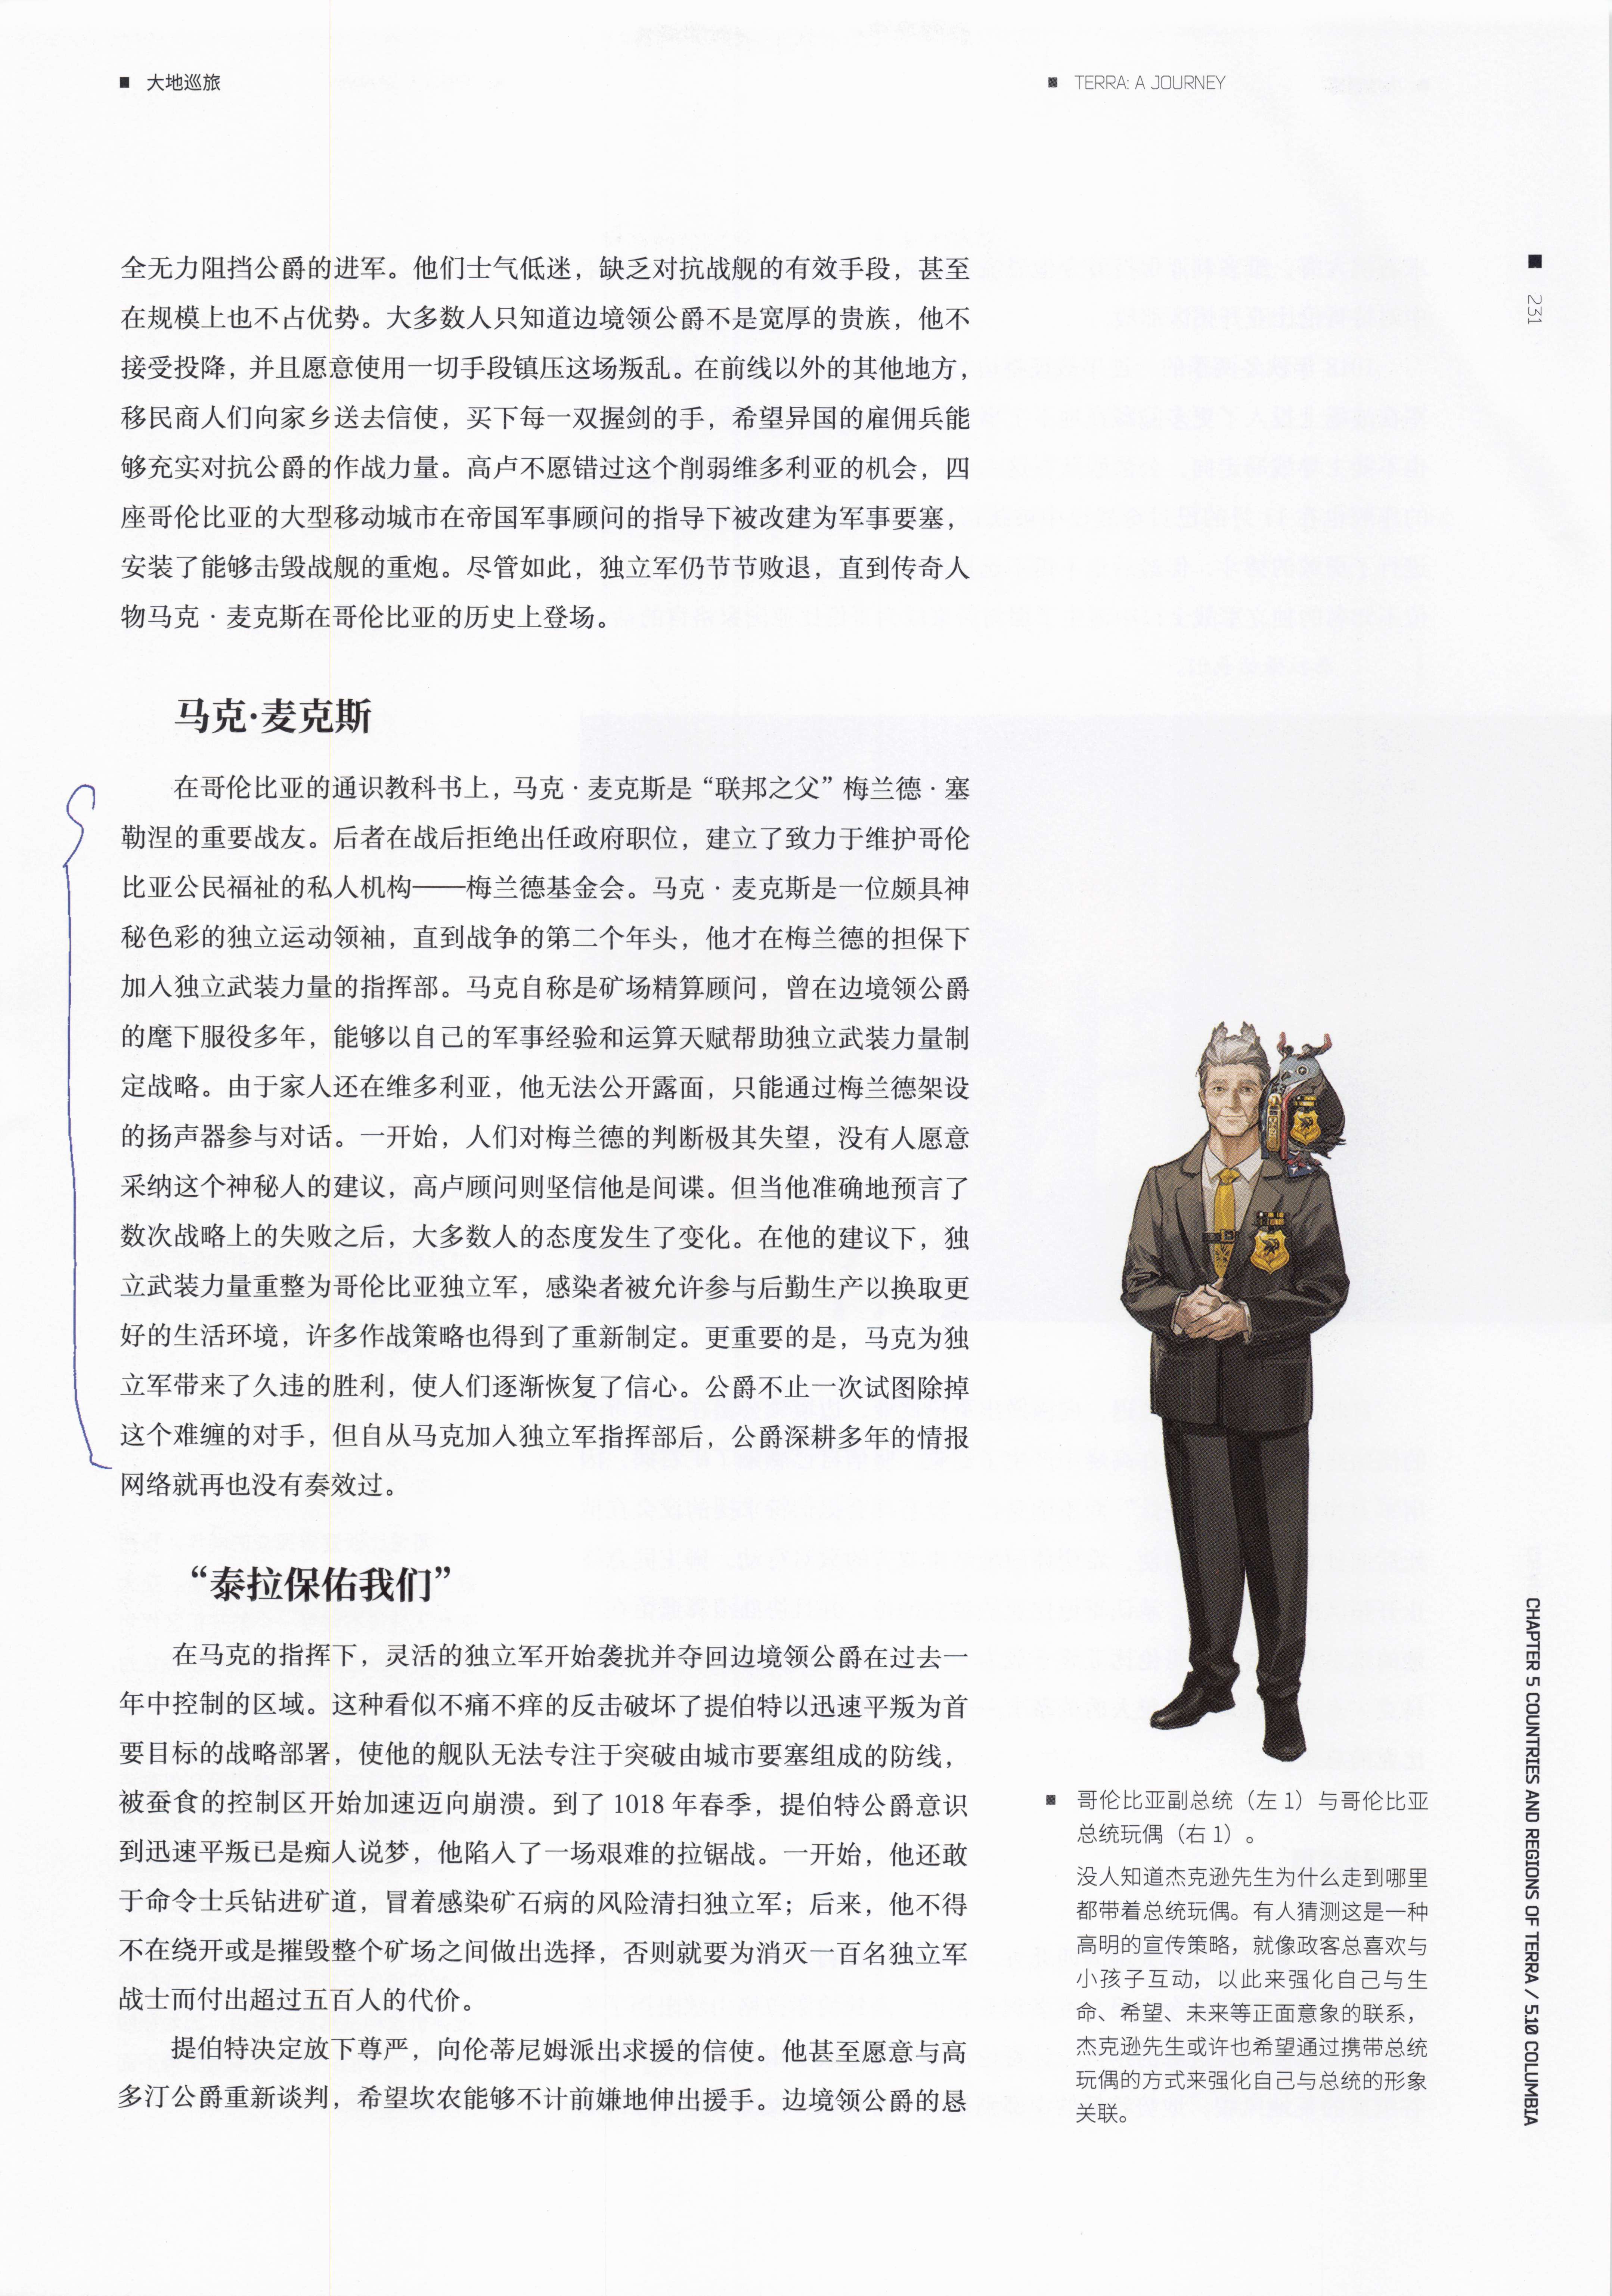 大地巡旅
TERRA: A JOURNEY
231
全无力阻挡公爵的进军。他们士气低迷，缺乏对抗战舰的有效手段，甚至
在规模上也不占优势。大多数人只知道边境领公爵不是宽厚的贵族，他不
接受投降，并且愿意使用一切手段镇压这场叛乱。在前线以外的其他地方，
移民商人们向家乡送去信使，买下每一双握剑的手，希望异国的雇佣兵能
够充实对抗公爵的作战力量。高卢不愿错过这个削弱维多利亚的机会，四
座哥伦比亚的大型移动城市在帝国军事顾问的指导下被改建为军事要塞，
安装了能够击毁战舰的重炮。尽管如此，独立军仍节节败退，直到传奇人
物马克·麦克斯在哥伦比亚的历史上登场。
马克·麦克斯
在哥伦比亚的通识教科书上，马克·麦克斯是“联邦之父”梅兰德·塞
勒涅的重要战友。后者在战后拒绝出任政府职位，建立了致力于维护哥伦
比亚公民福祉的私人机构——梅兰德基金会。马克·麦克斯是一位颇具神
秘色彩的独立运动领袖，直到战争的第二个年头，他才在梅兰德的担保下
加入独立武装力量的指挥部。马克自称是矿场精算顾问，曾在边境领公爵
的麾下服役多年，能够以自己的军事经验和运算天赋帮助独立武装力量制
定战略。由于家人还在维多利亚，他无法公开露面，只能通过梅兰德架设
的扬声器参与对话。一开始，人们对梅兰德的判断极其失望，没有人愿意
采纳这个神秘人的建议，高卢顾问则坚信他是间谍。但当他准确地预言了
数次战略上的失败之后，大多数人的态度发生了变化。在他的建议下，独
立武装力量重整为哥伦比亚独立军，感染者被允许参与后勤生产以换取更
好的生活环境，许多作战策略也得到了重新制定。更重要的是，马克为独
立军带来了久违的胜利，使人们逐渐恢复了信心。公爵不止一次试图除掉
这个难缠的对手，但自从马克加入独立军指挥部后，公爵深耕多年的情报
网络就再也没有奏效过。
“泰拉保佑我们”
在马克的指挥下，灵活的独立军开始袭扰并夺回边境领公爵在过去一
年中控制的区域。这种看似不痛不痒的反击破坏了提伯特以迅速平叛为首
要目标的战略部署，使他的舰队无法专注于突破由城市要塞组成的防线，
被蚕食的控制区开始加速迈向崩溃。到了 1018 年春季，提伯特公爵意识
到迅速平叛已是痴人说梦，他陷入了一场艰难的拉锯战。一开始，他还敢
于命令士兵钻进矿道，冒着感染矿石病的风险清扫独立军；后来，他不得
不在绕开或是摧毁整个矿场之间做出选择，否则就要为消灭一百名独立军
战士而付出超过五百人的代价。
提伯特决定放下尊严，向伦蒂尼姆派出求援的信使。他甚至愿意与高
多汀公爵重新谈判，希望坎农能够不计前嫌地伸出援手。边境领公爵的恳
哥伦比亚副总统（左 1）与哥伦比亚
总统玩偶（右 1）。
没人知道杰克逊先生为什么走到哪里
都带着总统玩偶。有人猜测这是一种
高明的宣传策略，就像政客总喜欢与
小孩子互动，以此来强化自己与生
命、希望、未来等正面意象的联系，
杰克逊先生或许也希望通过携带总统
玩偶的方式来强化自己与总统的形象
关联。
CHAPTER 5 COUNTRIES AND REGIONS OF TERRA / 5.10 COLUMBIA